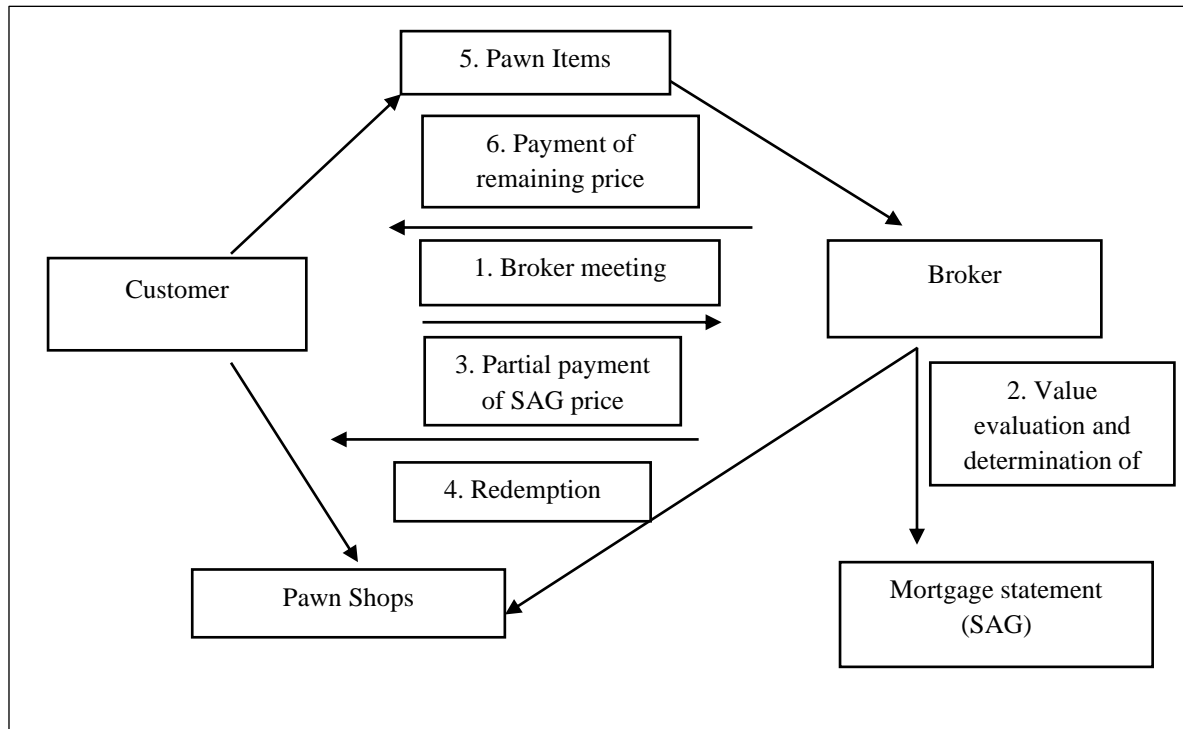 5. Pawn Items
6. Payment of
remaining price
1. Broker meeting
Customer
Broker
3. Partial payment
of SAG price
2. Value
evaluation and
determination of
4. Redemption
Pawn Shops
Mortgage statement
(SAG)